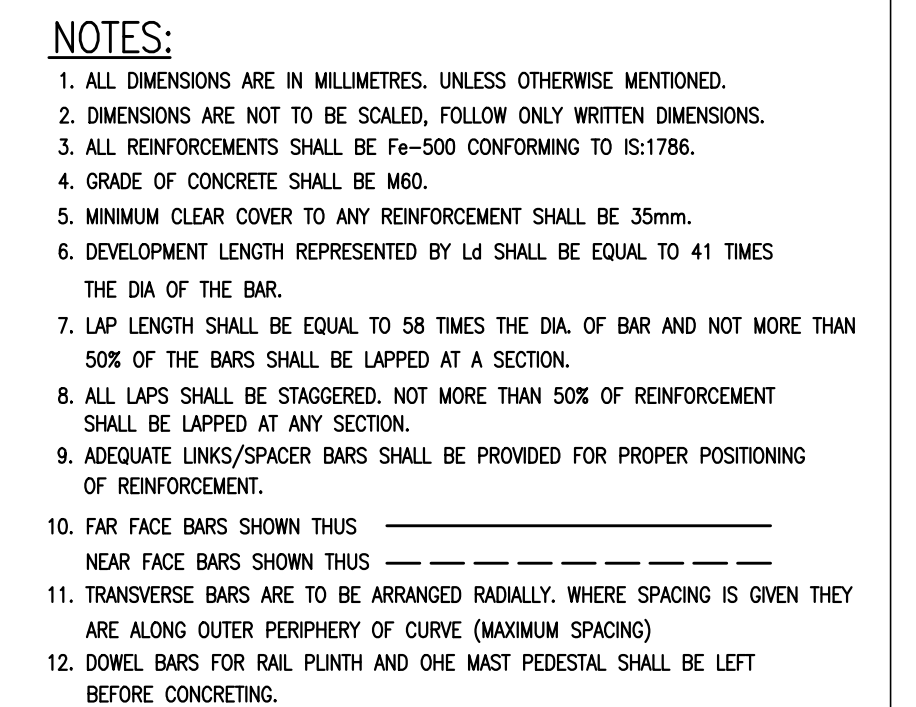 NOTES:
1. ALL DIMENSIONS ARE IN MILLIMETRES. UNLESS OTHERWISE MENTIONED.
2. DIMENSIONS ARE NOT TO BE SCALED, FOLLOW ONLY WRITTEN DIMENSIONS.
3. ALL REINFORCEMENTS SHALL BE Fe-500 CONFORMING TO IS:1786.
4. GRADE OF CONCRETE SHALL BE M60.
5. MINIMUM CLEAR COVER TO ANY REINFORCEMENT SHALL BE 35mm.
6. DEVELOPMENT LENGTH REPRESENTED BY Ld SHALL BE EQUAL TO 41 TIMES
THE DIA OF THE BAR.
7. LAP LENGTH SHALL BE EQUAL TO 58 TIMES THE DIA. OF BAR AND NOT MORE THAN
50% OF THE BARS SHALL BE LAPPED AT A SECTION.
8. ALL LAPS SHALL BE STAGGERED. NOT MORE THAN 50% OF REINFORCEMENT
SHALL BE LAPPED AT ANY SECTION.
9. ADEQUATE LINKS/SPACER BARS SHALL BE PROVIDED FOR PROPER POSITIONING
OF REINFORCEMENT.
10. FAR FACE BARS SHOWN THUS
NEAR FACE BARS SHOWN THUS
11. TRANSVERSE BARS ARE TO BE ARRANGED RADIALLY. WHERE SPACING IS GIVEN THEY
ARE ALONG OUTER PERIPHERY OF CURVE (MAXIMUM SPACING)
12. DOWEL BARS FOR RAIL PLINTH AND OHE MAST PEDESTAL SHALL BE LEFT
BEFORE CONCRETING.